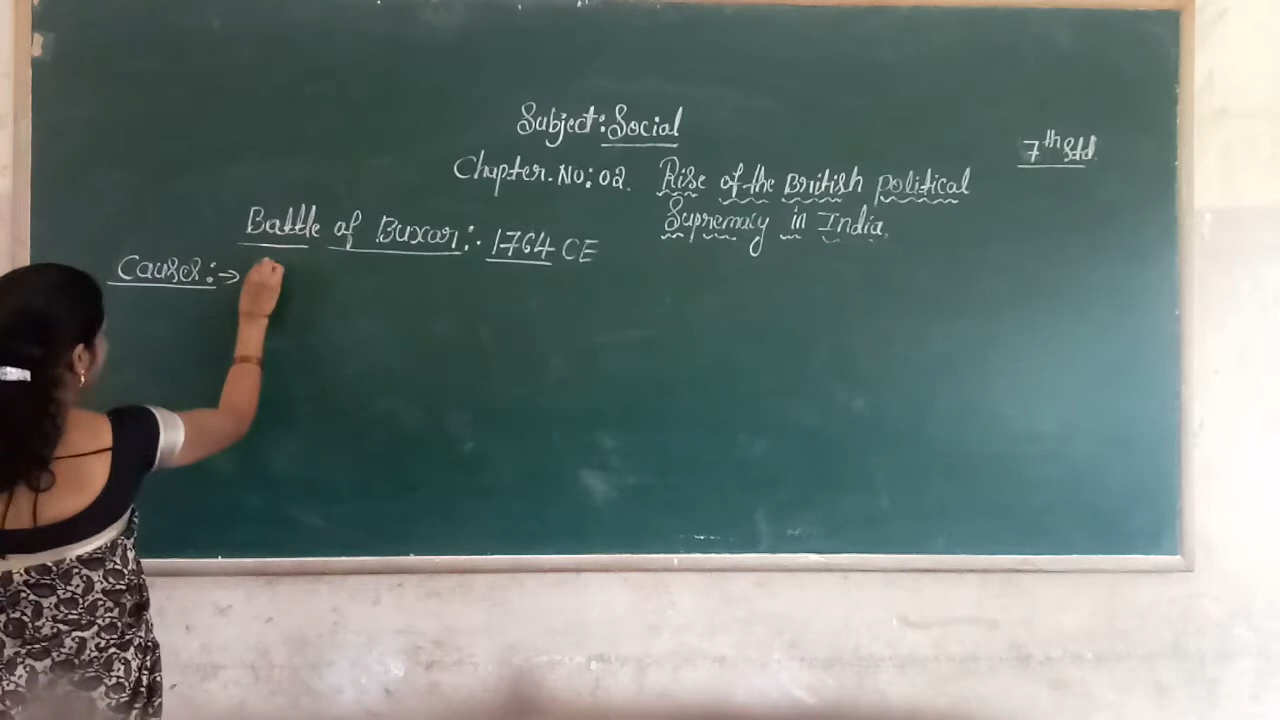 Subject: Social
7th Std.
Chapter.No: 02. Rise of the British political
Supremacy in India.
Battle of Buxar:- 1764 CE
Causes:→